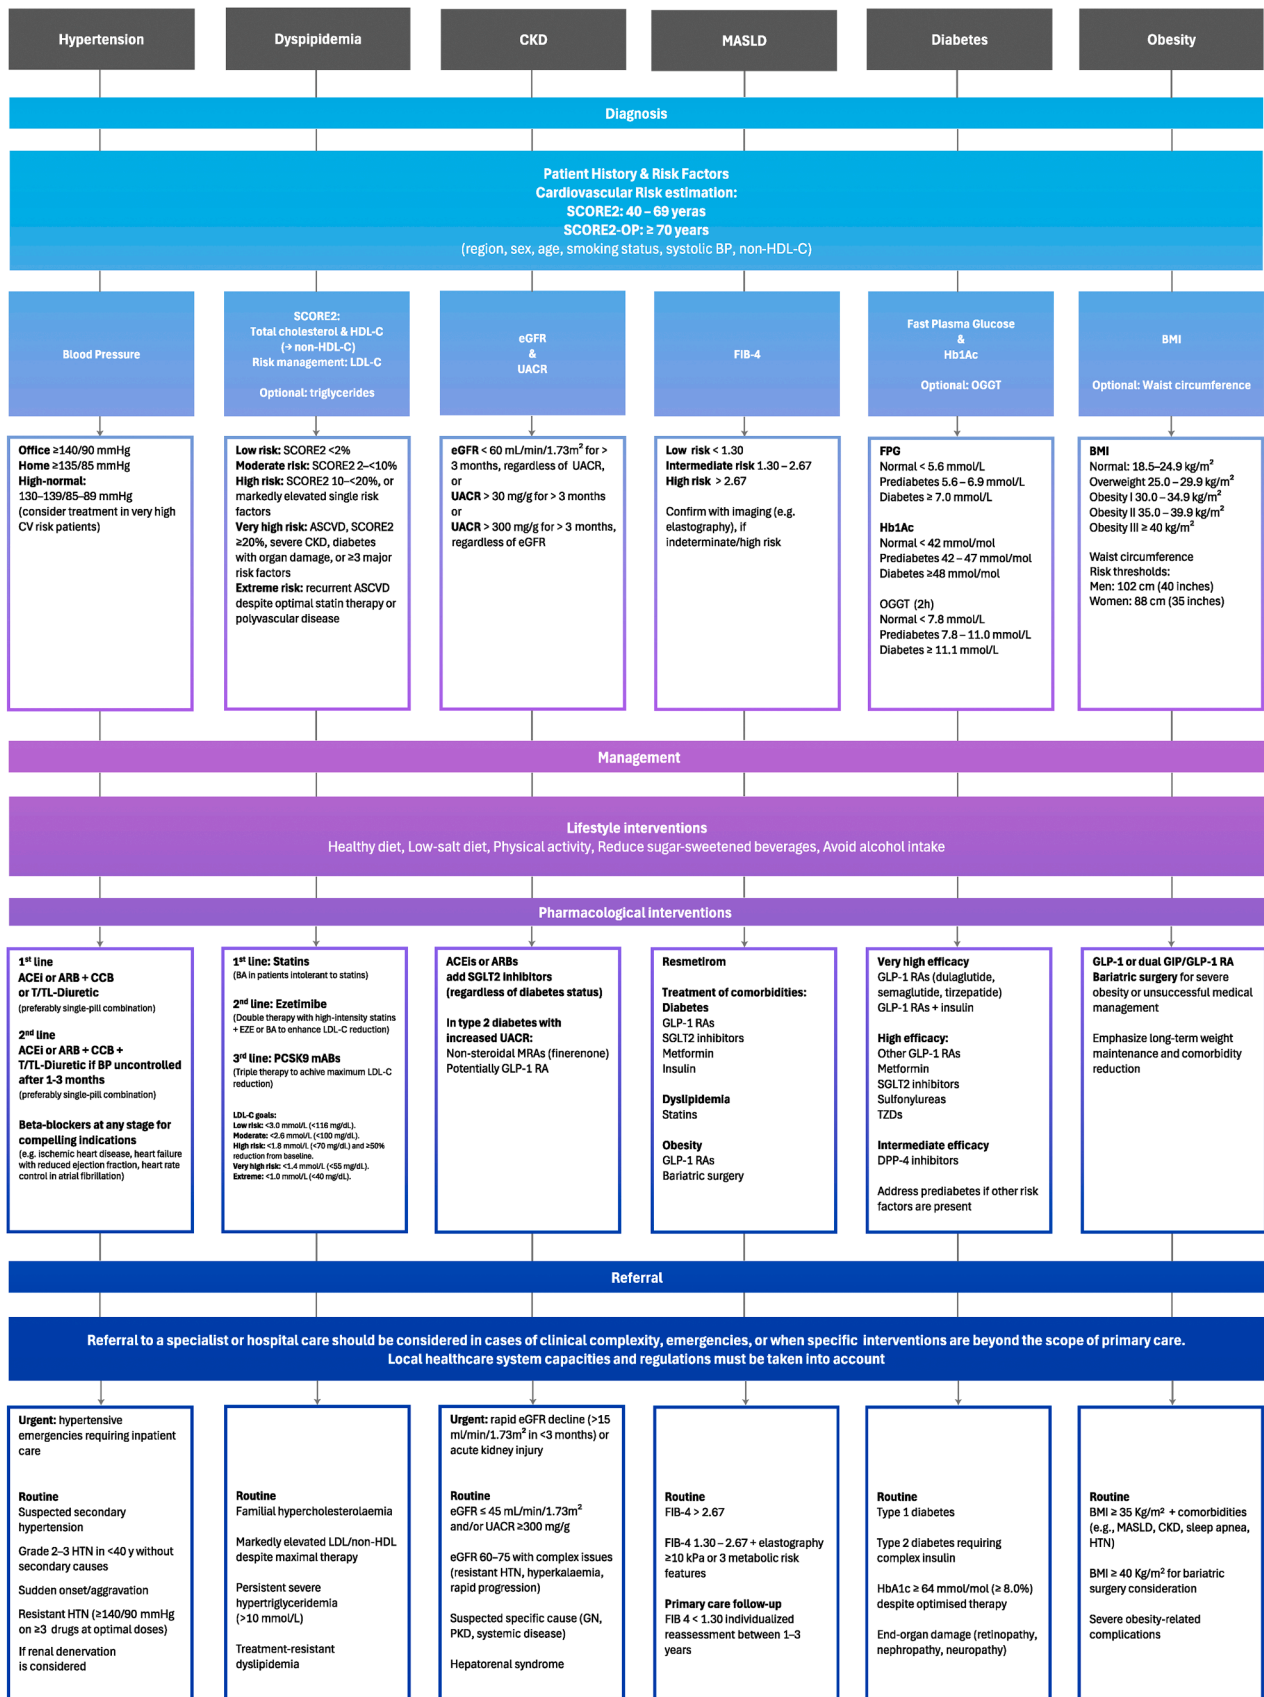 Hypertension
Dyspipidemia
CKD
MASLD
Diabetes
Obesity
Diagnosis
Patient History & Risk Factors
Cardiovascular Risk estimation:
SCORE2: 40 – 69 yeras
SCORE2-OP: ≥ 70 years
(region, sex, age, smoking status, systolic BP, non-HDL-C)
Blood Pressure
SCORE2:
Total cholesterol & HDL-C
(→ non-HDL-C)
Risk management: LDL-C
Optional: triglycerides
eGFR
&
UACR
FIB-4
Fast Plasma Glucose
&
Hb1Ac
Optional: OGGT
BMI
Optional: Waist circumference
Office ≥140/90 mmHg
Home ≥135/85 mmHg
High-normal:
130–139/85–89 mmHg
(consider treatment in very high
CV risk patients)
Low risk: SCORE2 <2%
Moderate risk: SCORE2 2–<10%
High risk: SCORE2 10–<20%, or
markedly elevated single risk
factors
Very high risk: ASCVD, SCORE2
≥20%, severe CKD, diabetes
with organ damage, or ≥3 major
risk factors
Extreme risk: recurrent ASCVD
despite optimal statin therapy or
polyvascular disease
eGFR < 60 mL/min/1.73m² for >
3 months, regardless of UACR,
or
UACR > 30 mg/g for > 3 months
or
UACR > 300 mg/g for > 3 months,
regardless of eGFR
Low risk < 1.30
Intermediate risk 1.30 – 2.67
High risk > 2.67
Confirm with imaging (e.g.
elastography), if
indeterminate/high risk
FPG
Normal < 5.6 mmol/L
Prediabetes 5.6 – 6.9 mmol/L
Diabetes ≥ 7.0 mmol/L
Hb1Ac
Normal < 42 mmol/mol
Prediabetes 42 – 47 mmol/mol
Diabetes ≥48 mmol/mol
OGTT (2h)
Normal < 7.8 mmol/L
Prediabetes 7.8 – 11.0 mmol/L
Diabetes ≥ 11.1 mmol/L
BMI
Normal: 18.5–24.9 kg/m²
Overweight 25.0 – 29.9 kg/m²
Obesity I 30.0 – 34.9 kg/m²
Obesity II 35.0 – 39.9 kg/m²
Obesity III ≥ 40 kg/m²
Waist circumference
Risk thresholds:
Men: 102 cm (40 inches)
Women: 88 cm (35 inches)
Management
Lifestyle interventions
Healthy diet, Low-salt diet, Physical activity, Reduce sugar-sweetened beverages, Avoid alcohol intake
Pharmacological interventions
1st line
ACEi or ARB + CCB
or T/TL-Diuretic
(preferably single-pill combination)
2nd line
ACEi or ARB + CCB +
T/TL-Diuretic if BP uncontrolled
after 1-3 months
(preferably single-pill combination)
Beta-blockers at any stage for
compelling indications
(e.g. ischemic heart disease, heart failure
with reduced ejection fraction, heart rate
control in atrial fibrillation)
1st line: Statins
(BA in patients intolerant to statins)
2nd line: Ezetimibe
(Double therapy with high-intensity statins
+ EZE or BA to enhance LDL-C reduction)
3rd line: PCSK9 mABs
(Triple therapy to achive maximum LDL-C
reduction)
LDL-C goals:
Low risk: <3.0 mmol/L (<116 mg/dL).
Moderate: <2.6 mmol/L (<100 mg/dL).
High risk: <1.8 mmol/L (<70 mg/dL) and ≥50%
reduction from baseline.
Very high risk: <1.4 mmol/L (<55 mg/dL).
Extreme: <1.0 mmol/L (<40 mg/dL).
ACEIs or ARBs
add SGLT2 inhibitors
(regardless of diabetes status)
In type 2 diabetes with
increased UACR:
Non-steroidal MRAs (finerenone)
Potentially GLP-1 RA
Resmetirom
Treatment of comorbidities:
Diabetes
GLP-1 RAs
SGLT2 inhibitors
Metformin
Insulin
Dyslipidemia
Statins
Obesity
GLP-1 RAs
Bariatric surgery
Very high efficacy
GLP-1 RAs (dulaglutide,
semaglutide, tirzepatide)
GLP-1 RAs + insulin
High efficacy:
Other GLP-1 RAs
Metformin
SGLT2 inhibitors
Sulfonylureas
TZDs
Intermediate efficacy
DPP-4 inhibitors
Address prediabetes if other risk
factors are present
GLP-1 or dual GIP/GLP-1 RA
Bariatric surgery for severe
obesity or unsuccessful medical
management
Emphasize long-term weight
maintenance and comorbidity
reduction
Referral
Referral to a specialist or hospital care should be considered in cases of clinical complexity, emergencies, or when specific interventions are beyond the scope of primary care.
Local healthcare system capacities and regulations must be taken into account
Urgent: hypertensive
emergencies requiring inpatient
care
Routine
Suspected secondary
hypertension
Grade 2–3 HTN in <40 y without
secondary causes
Sudden onset/aggravation
Resistant HTN (≥140/90 mmHg
on ≥3 drugs at optimal doses)
If renal denervation
is considered
Routine
Familial hypercholesterolaemia
Markedly elevated LDL/non-HDL
despite maximal therapy
Persistent severe
hypertriglyceridemia
(>10 mmol/L)
Treatment-resistant
dyslipidemia
Urgent: rapid eGFR decline (>15
ml/min/1.73m² in <3 months) or
acute kidney injury
Routine
eGFR ≤ 45 mL/min/1.73m²
and/or UACR ≥300 mg/g
eGFR 60–75 with complex issues
(resistant HTN, hyperkalaemia,
rapid progression)
Suspected specific cause (GN,
PKD, systemic disease)
Hepatorenal syndrome
Routine
FIB-4 > 2.67
FIB-4 1.30 – 2.67 + elastography
≥10 kPa or 3 metabolic risk
features
Primary care follow-up
FIB 4 < 1.30 individualized
reassessment between 1–3
years
Routine
Type 1 diabetes
Type 2 diabetes requiring
complex insulin
HbA1c ≥ 64 mmol/mol (≥ 8.0%)
despite optimised therapy
End-organ damage (retinopathy,
nephropathy, neuropathy)
Routine
BMI ≥ 35 Kg/m² + comorbidities
(e.g., MASLD, CKD, sleep apnea,
HTN)
BMI ≥ 40 Kg/m² for bariatric
surgery consideration
Severe obesity-related
complications